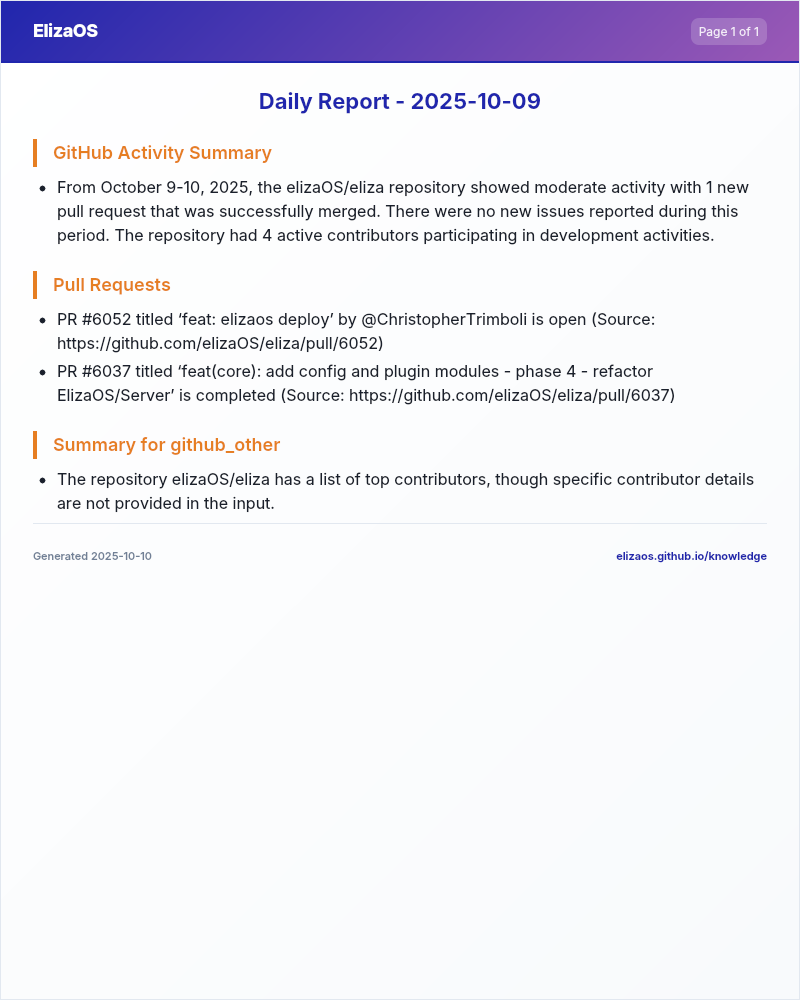 ElizaOS
Page 1 of 1
Daily Report - 2025-10-09
GitHub Activity Summary
• From October 9-10, 2025, the elizaOS/eliza repository showed moderate activity with 1 new
pull request that was successfully merged. There were no new issues reported during this
period. The repository had 4 active contributors participating in development activities.
Pull Requests
• PR #6052 titled ‘feat: elizaos deploy’ by @ChristopherTrimboli is open (Source:
https://github.com/elizaOS/eliza/pull/6052)
• PR #6037 titled ‘feat(core): add config and plugin modules - phase 4 - refactor
ElizaOS/Server’ is completed (Source: https://github.com/elizaOS/eliza/pull/6037)
Summary for github_other
• The repository elizaOS/eliza has a list of top contributors, though specific contributor details
are not provided in the input.
Generated 2025-10-10
elizaos.github.io/knowledge